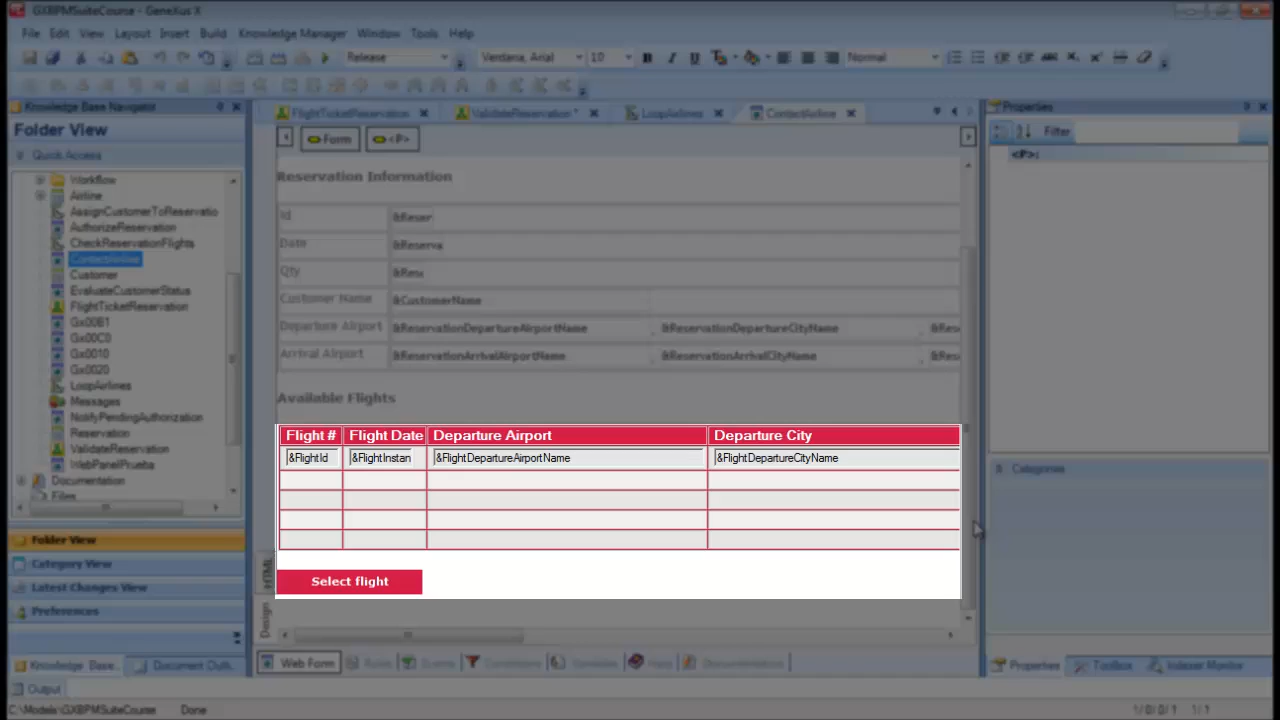 GXBPMSuiteCourse - GeneXus X
File Edit View Layout Insert Build Knowledge Manager Window Tools Help
Release Verdana, Arial 10 B I U Normal
Knowledge Base Navigator
FlightTicketReservation ValidateReservation * LoopAirlines ContactAirline
Properties
Folder View
Form <P>
Filter
Quick Access
<P>:
Workflow
Airline
AssignCustomerToReservatio
AuthorizeReservation
CheckReservationFlights
ContactAirline
Customer
EvaluateCustomerStatus
FlightTicketReservation
Gx00B1
Gx00C0
Gx0010
Gx0020
LoopAirlines
Messages
NotifyPendingAuthorization
Reservation
ValidateReservation
WebPanelPrueba
Documentation
Files
Reservation Information
Id &Reser
Date &Reserva
Qty &Rese
Customer Name &CustomerName
Departure Airport &ReservationDepartureAirportName , &ReservationDepartureCityName , &Rese
Arrival Airport &ReservationArrivalAirportName , &ReservationArrivalCityName , &Rese
Available Flights
Flight # Flight Date Departure Airport Departure City
&FlightId &FlightInstan &FlightDepartureAirportName &FlightDepartureCityName
Select flight
HTML
Design
Categories
Folder View
Category View
Latest Changes View
Preferences
Web Form Rules Events Conditions Variables Help Documentation
Knowledge Base.. Document Outl..
Properties Toolbox Indexer Monitor
Output
C:\Models\GXBPMSuiteCourse Done
1/0/0/1 1/1